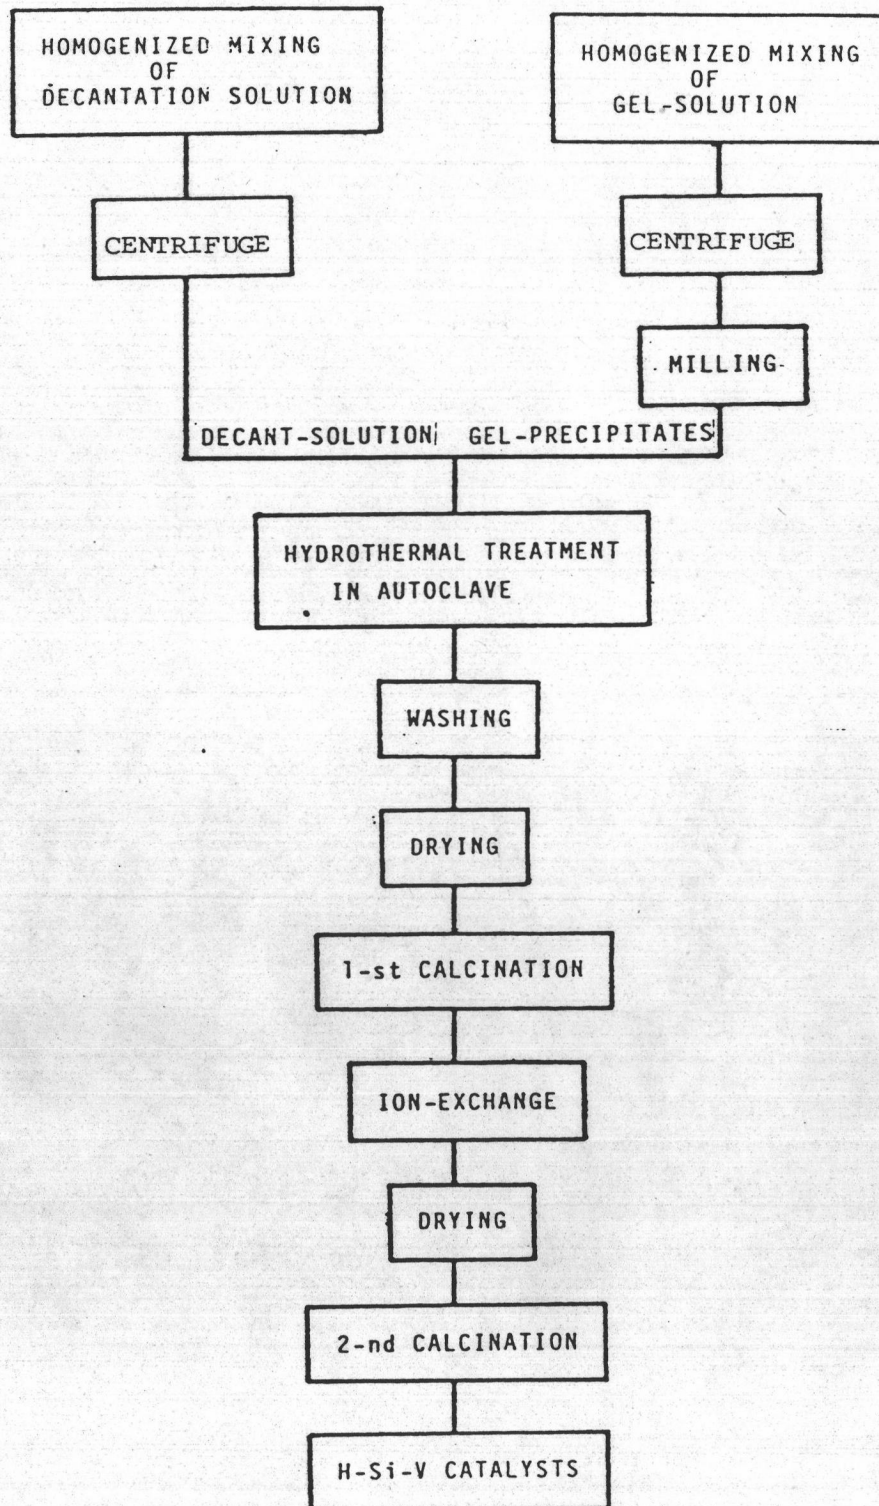 HOMOGENIZED MIXING
OF
DECANTATION SOLUTION
HOMOGENIZED MIXING
OF
GEL-SOLUTION
CENTRIFUGE
CENTRIFUGE
MILLING
DECANT-SOLUTION
GEL-PRECIPITATES
HYDROTHERMAL TREATMENT
IN AUTOCLAVE
WASHING
DRYING
1-st CALCINATION
ION-EXCHANGE
DRYING
2-nd CALCINATION
H-Si-V CATALYSTS